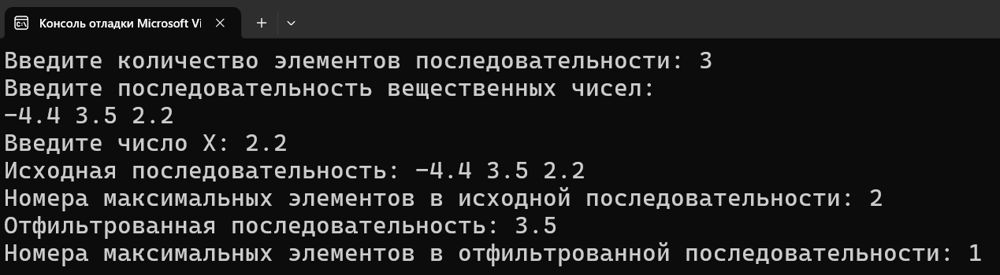 Консоль отладки Microsoft Vi
Введите количество элементов последовательности: 3
Введите последовательность вещественных чисел:
-4.4 3.5 2.2
Введите число X: 2.2
Исходная последовательность: -4.4 3.5 2.2
Номера максимальных элементов в исходной последовательности: 2
Отфильтрованная последовательность: 3.5
Номера максимальных элементов в отфильтрованной последовательности: 1